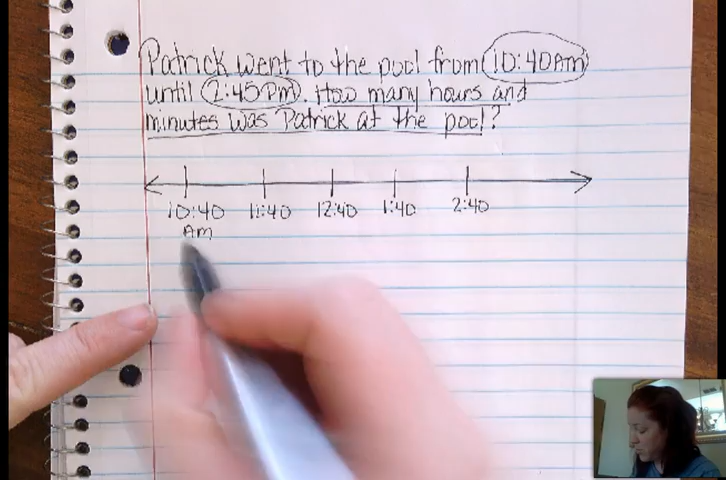 Patrick went to the pool from 10:40 Am
until 2:45 Pm. How many hours and
minutes was Patrick at the pool?
10:40 11:40 12:40 1:40 2:40
Am